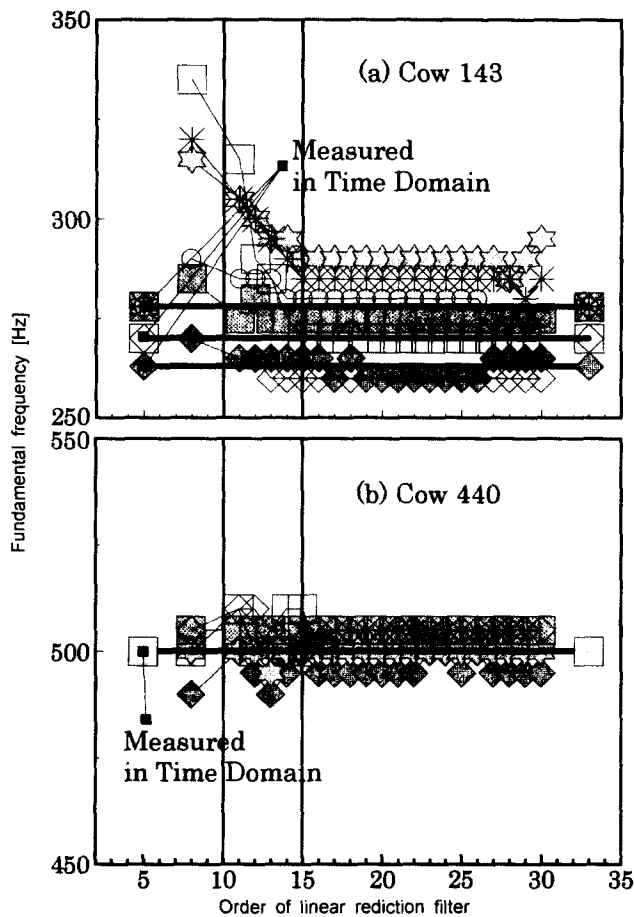 350
(a) Cow 143
Measured
in Time Domain
300
250
Fundamental frequency [Hz]
550
(b) Cow 440
500
Measured
in Time Domain
450
5 10 15 20 25 30 35
Order of linear rediction filter